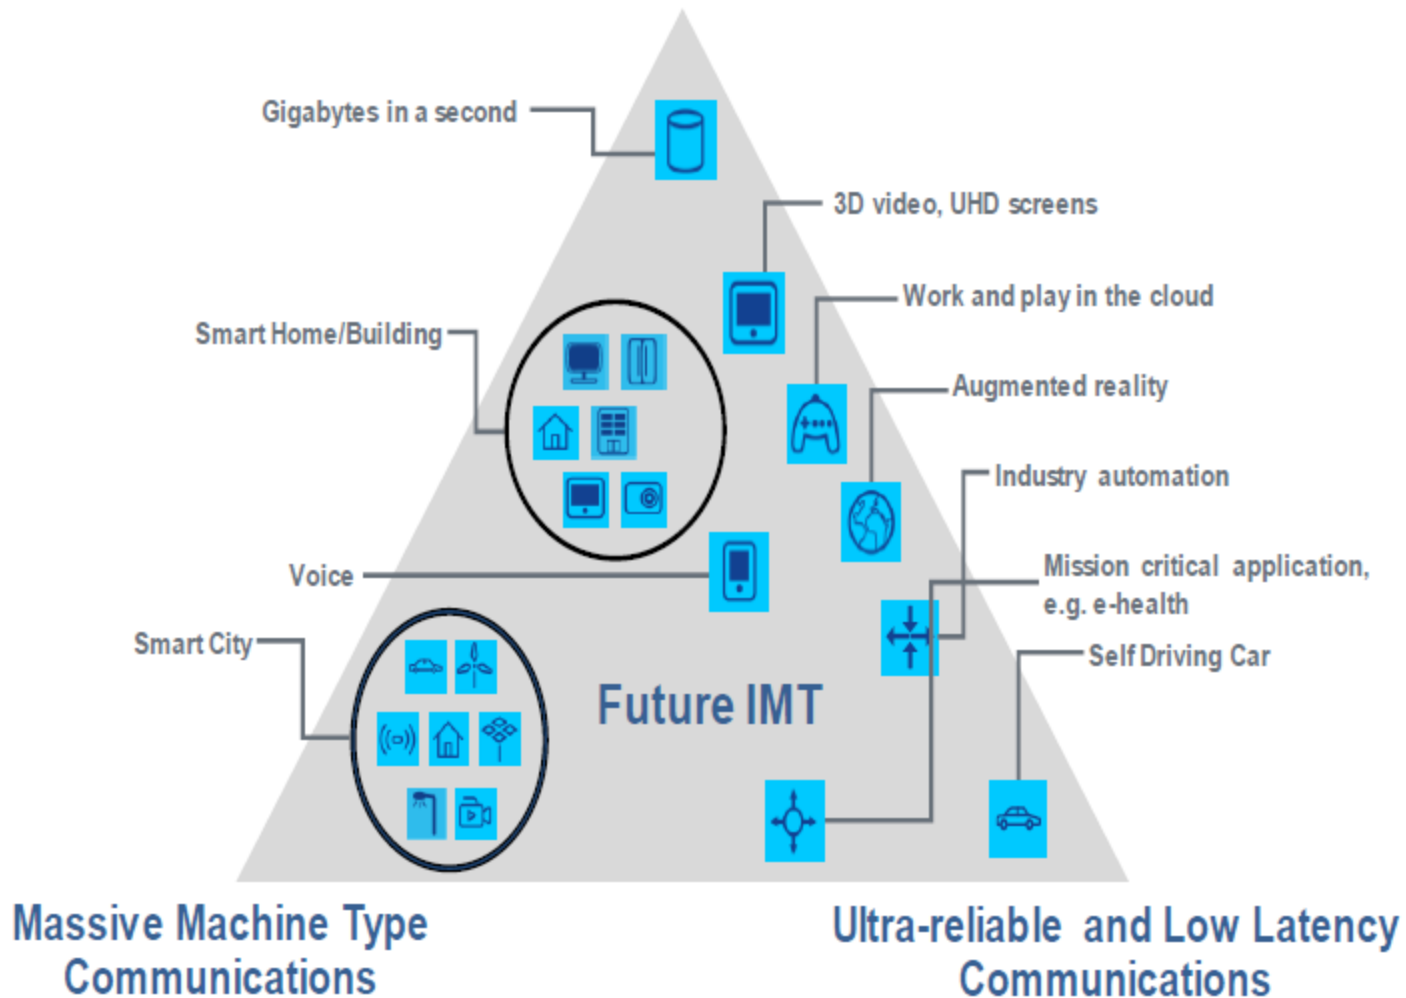 Gigabytes in a second
3D video, UHD screens
Work and play in the cloud
Smart Home/Building
Augmented reality
Industry automation
Mission critical application,
e.g. e-health
Voice
Smart City
Self Driving Car
Future IMT
Massive Machine Type
Communications
Ultra-reliable and Low Latency
Communications